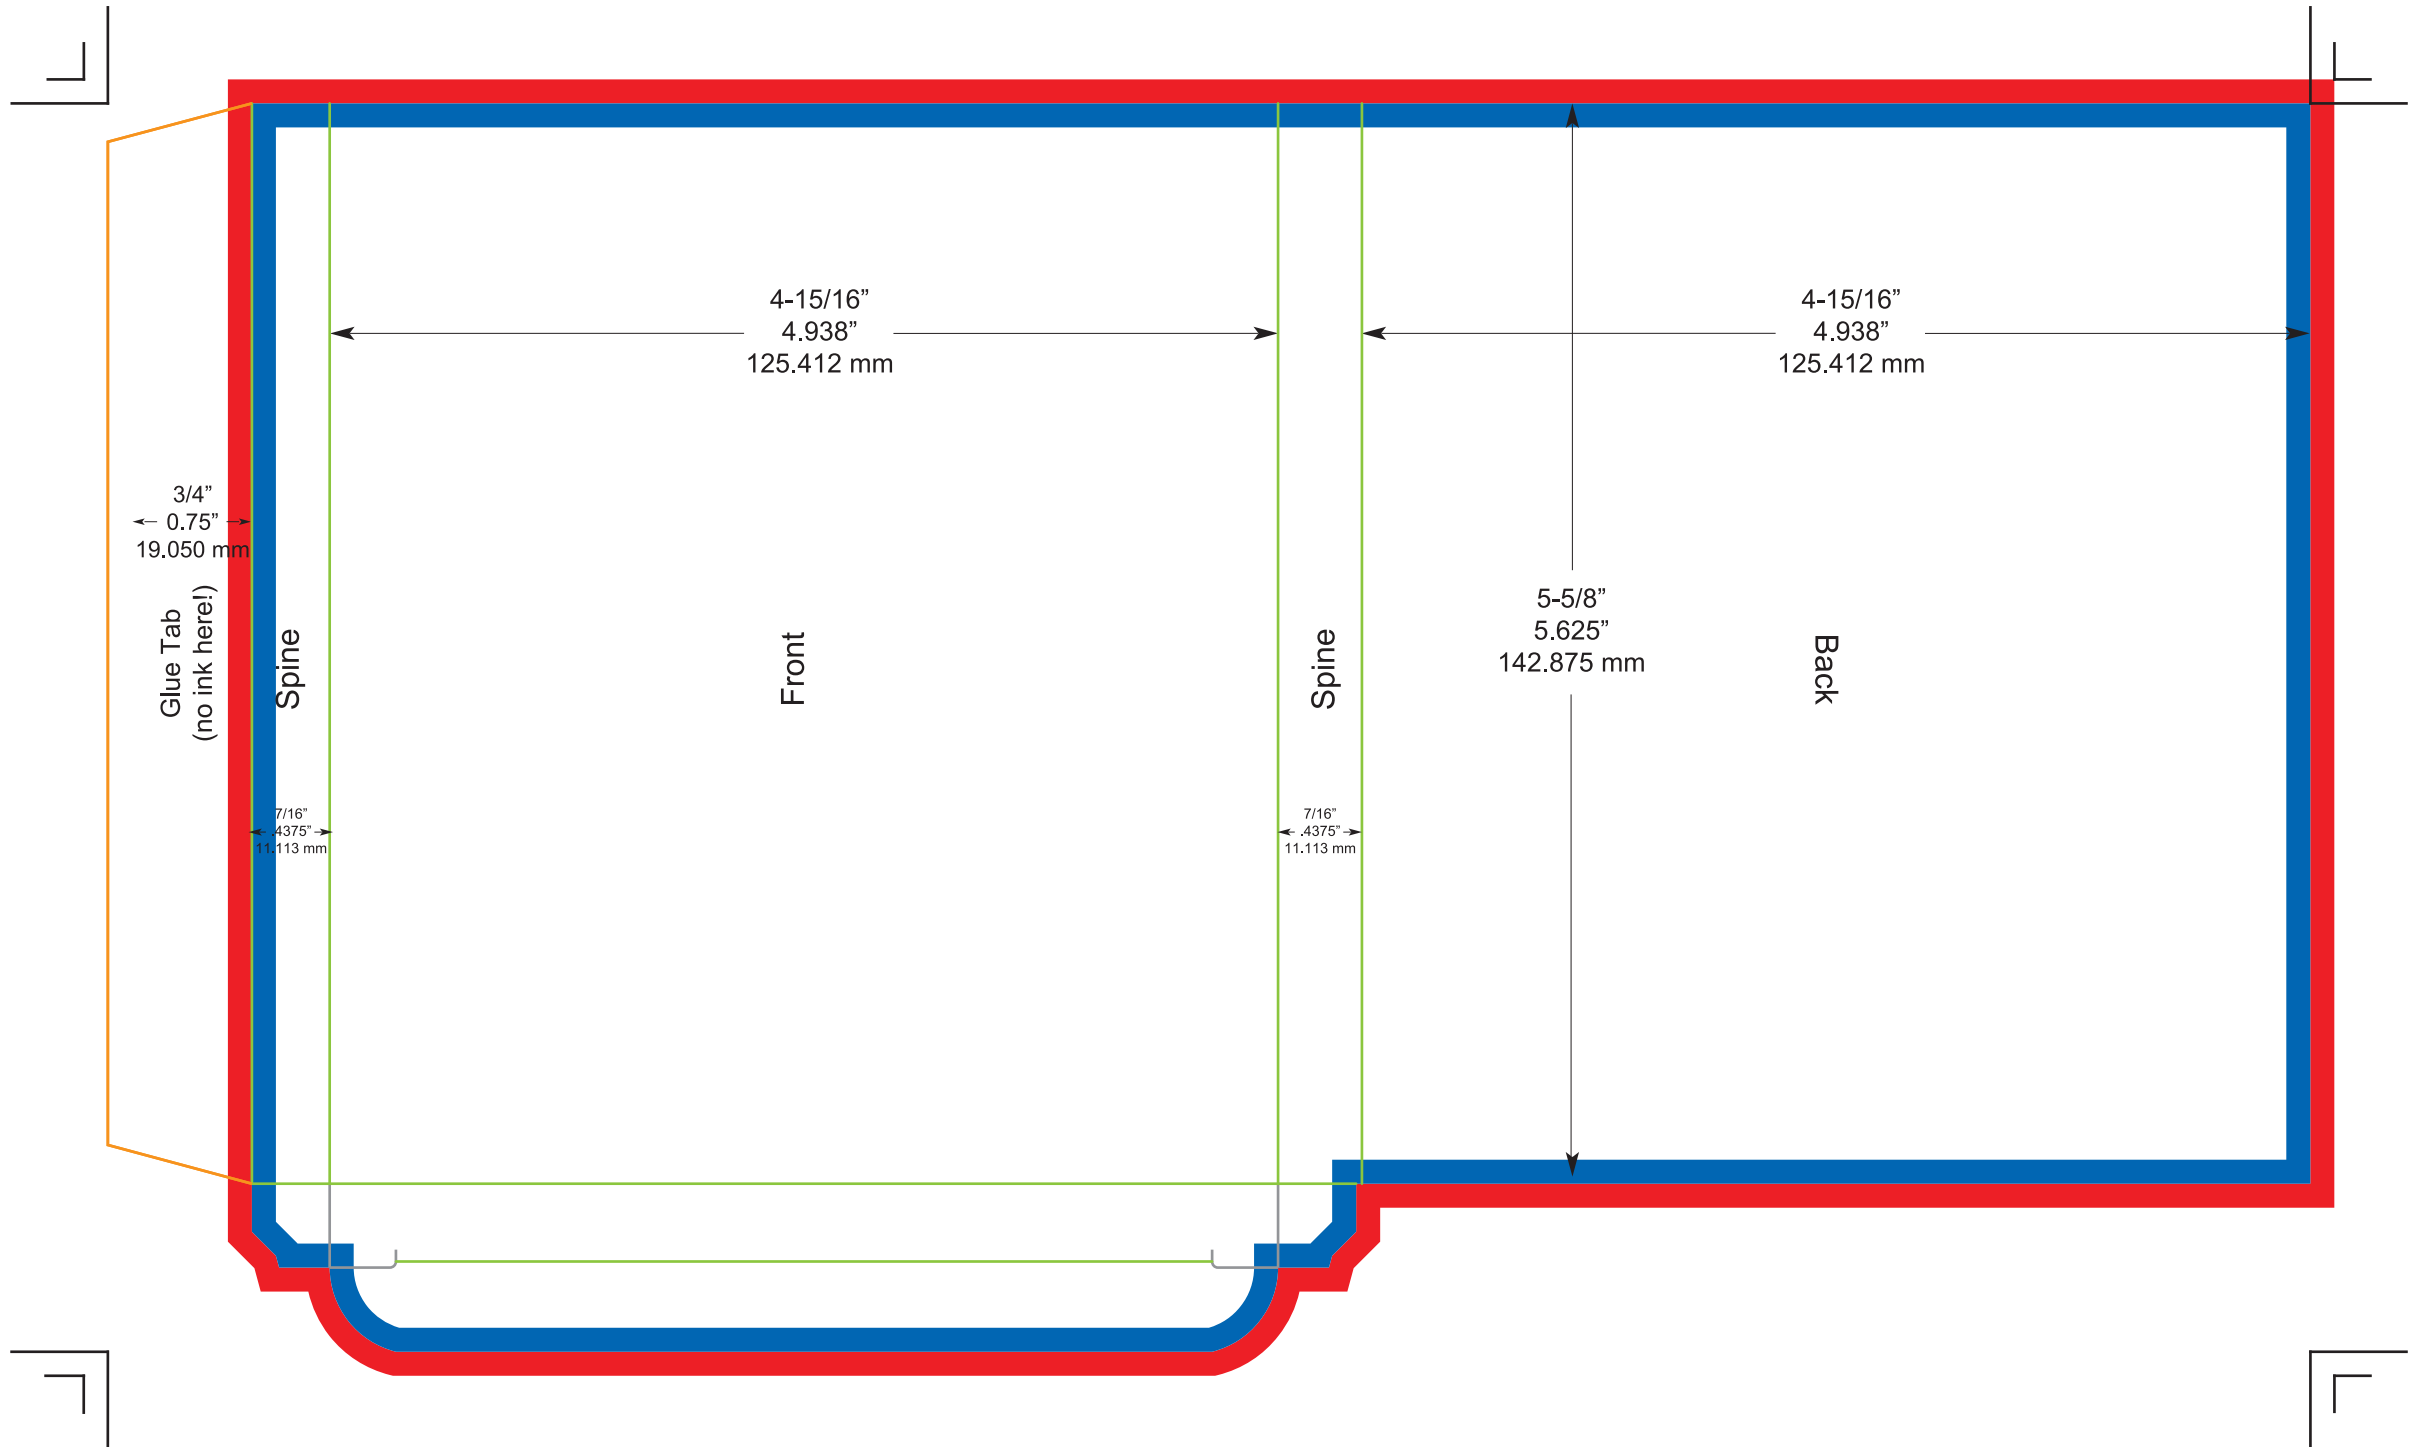 4-15/16”
4.938”
125.412 mm
4-15/16”
4.938”
125.412 mm
3/4”
0.75”
19.050 mm
Glue Tab
(no ink here!)
Spine
Front
Spine
5-5/8”
5.625”
142.875 mm
Back
7/16”
.4375”
11.113 mm
7/16”
.4375”
11.113 mm